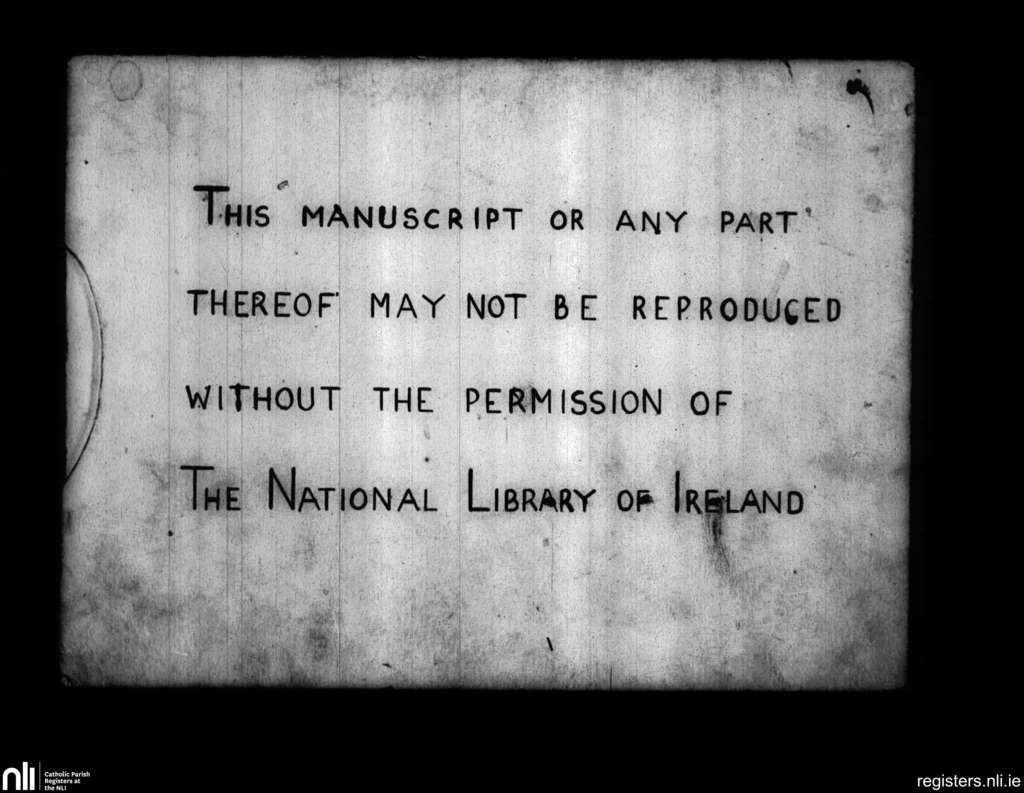 THIS MANUSCRIPT OR ANY PART
THEREOF MAY NOT BE REPRODUCED
WITHOUT THE PERMISSION OF
THE NATIONAL LIBRARY OF IRELAND
nli
Catholic Parish
Registers at
the NLI
registers.nli.ie